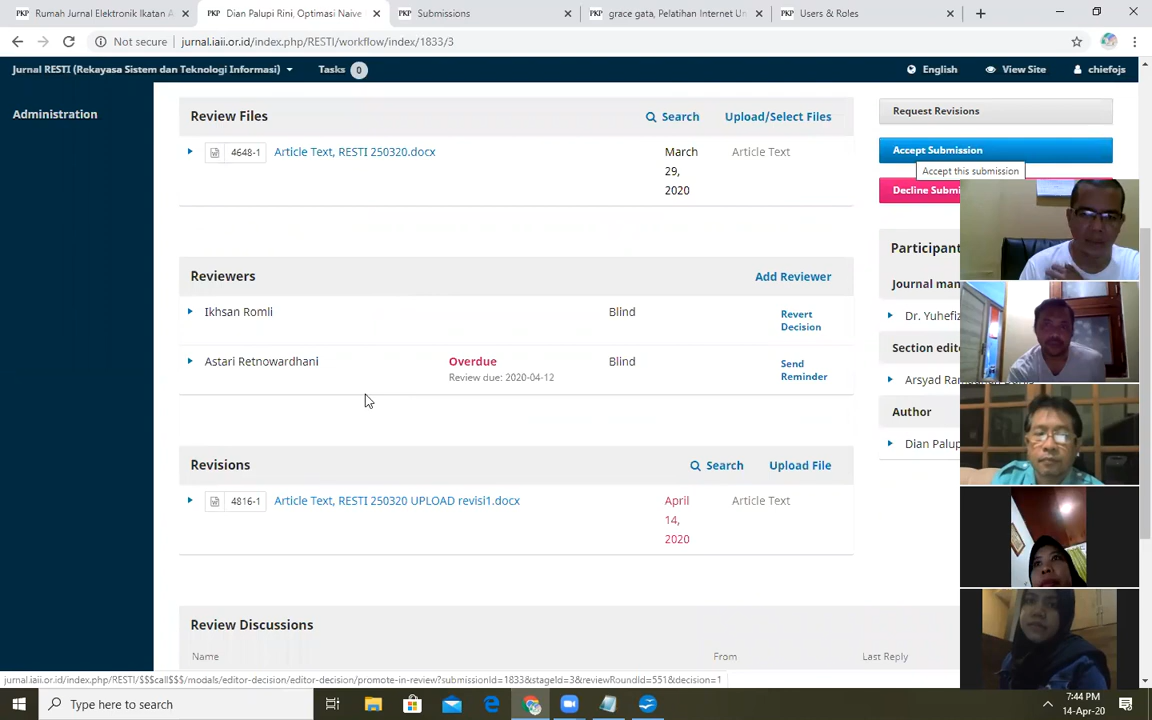 Rumah Jurnal Elektronik Ikatan A
Dian Palupi Rini, Optimasi Naive
Submissions
grace gata, Pelatihan Internet Un
Users & Roles
Not secure
jurnal.iaii.or.id/index.php/RESTI/workflow/index/1833/3
Jurnal RESTI (Rekayasa Sistem dan Teknologi Informasi)
Tasks 0
English
View Site
chiefojs
Administration
Review Files
Search
Upload/Select Files
4648-1
Article Text, RESTI 250320.docx
March
29,
2020
Article Text
Request Revisions
Accept Submission
Accept this submission
Decline Submi
Reviewers
Add Reviewer
Ikhsan Romli
Blind
Revert
Decision
Astari Retnowardhani
Overdue
Review due: 2020-04-12
Blind
Send
Reminder
Participan
Journal man
Dr. Yuhefiz
Section edit
Author
Dian Palup
Revisions
Search
Upload File
4816-1
Article Text, RESTI 250320 UPLOAD revisi1.docx
April
14,
2020
Article Text
Review Discussions
Name
From
Last Reply
jurnal.iaii.or.id/index.php/RESTI/$$$call$$$/modals/editor-decision/editor-decision/promote-in-review?submissionId=1833&stageId=3&reviewRoundId=551&decision=1
Type here to search
7:44 PM
14-Apr-20